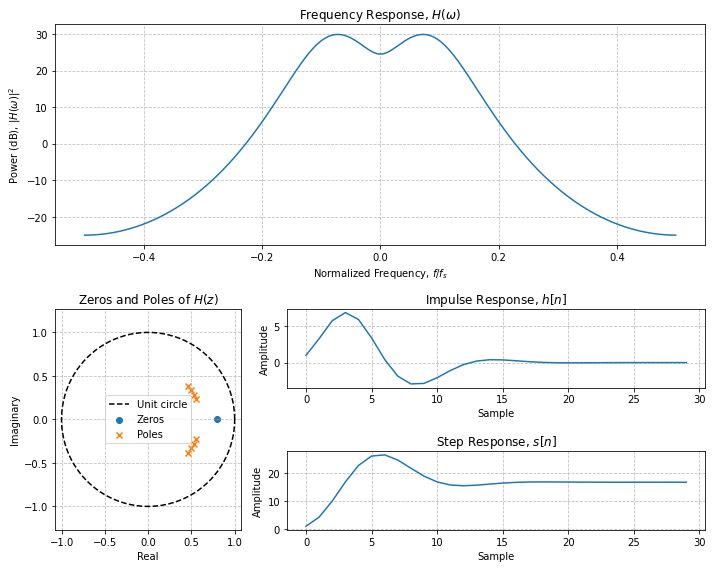 Frequency Response, H(ω)
Power (dB), |H(ω)|²
30
20
10
0
−10
−20
−0.4
−0.2
0.0
0.2
0.4
Normalized Frequency, f/fₛ
Zeros and Poles of H(z)
Imaginary
1.0
0.5
0.0
−0.5
−1.0
Unit circle
Zeros
Poles
−1.0
−0.5
0.0
0.5
1.0
Real
Impulse Response, h[n]
Amplitude
5
0
0
5
10
15
20
25
30
Sample
Step Response, s[n]
Amplitude
20
10
0
0
5
10
15
20
25
30
Sample